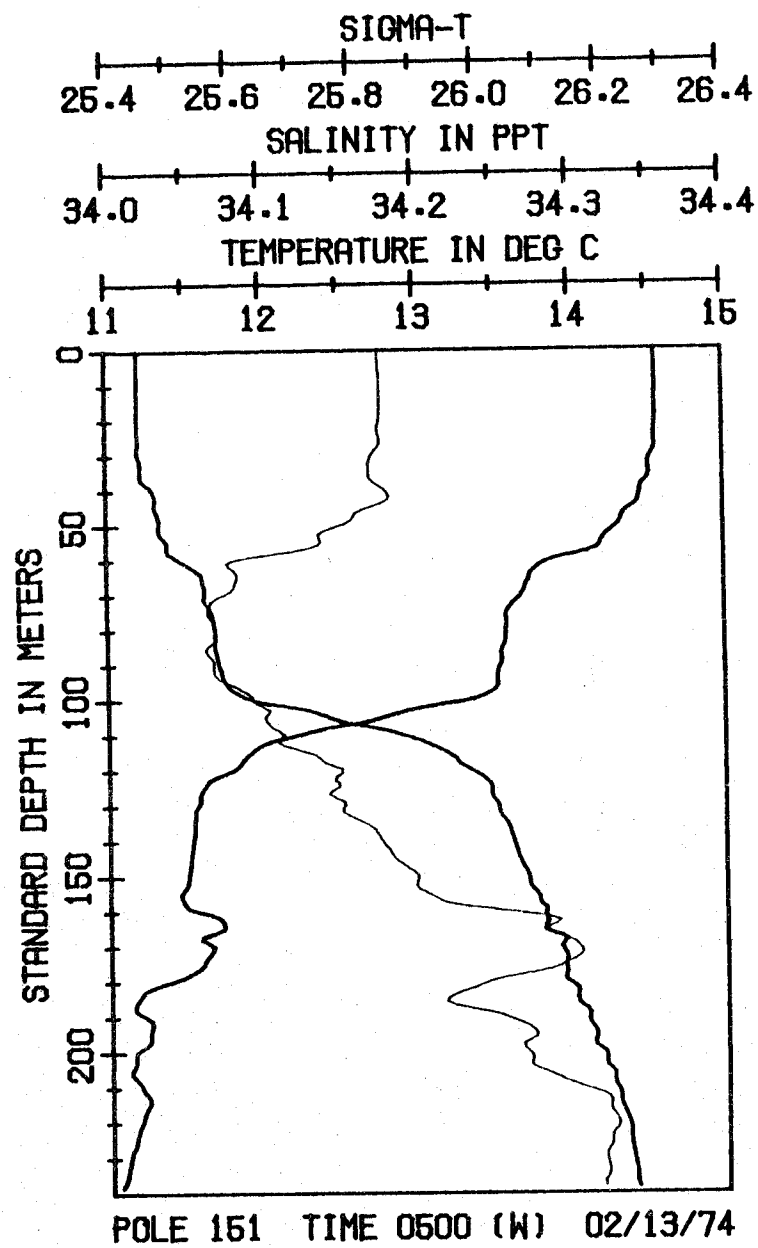 SIGMA-T
25.4 25.6 25.8 26.0 26.2 26.4
SALINITY IN PPT
34.0 34.1 34.2 34.3 34.4
TEMPERATURE IN DEG C
11 12 13 14 15
0
50
100
150
200
STANDARD DEPTH IN METERS
POLE 151 TIME 0500 (W) 02/13/74